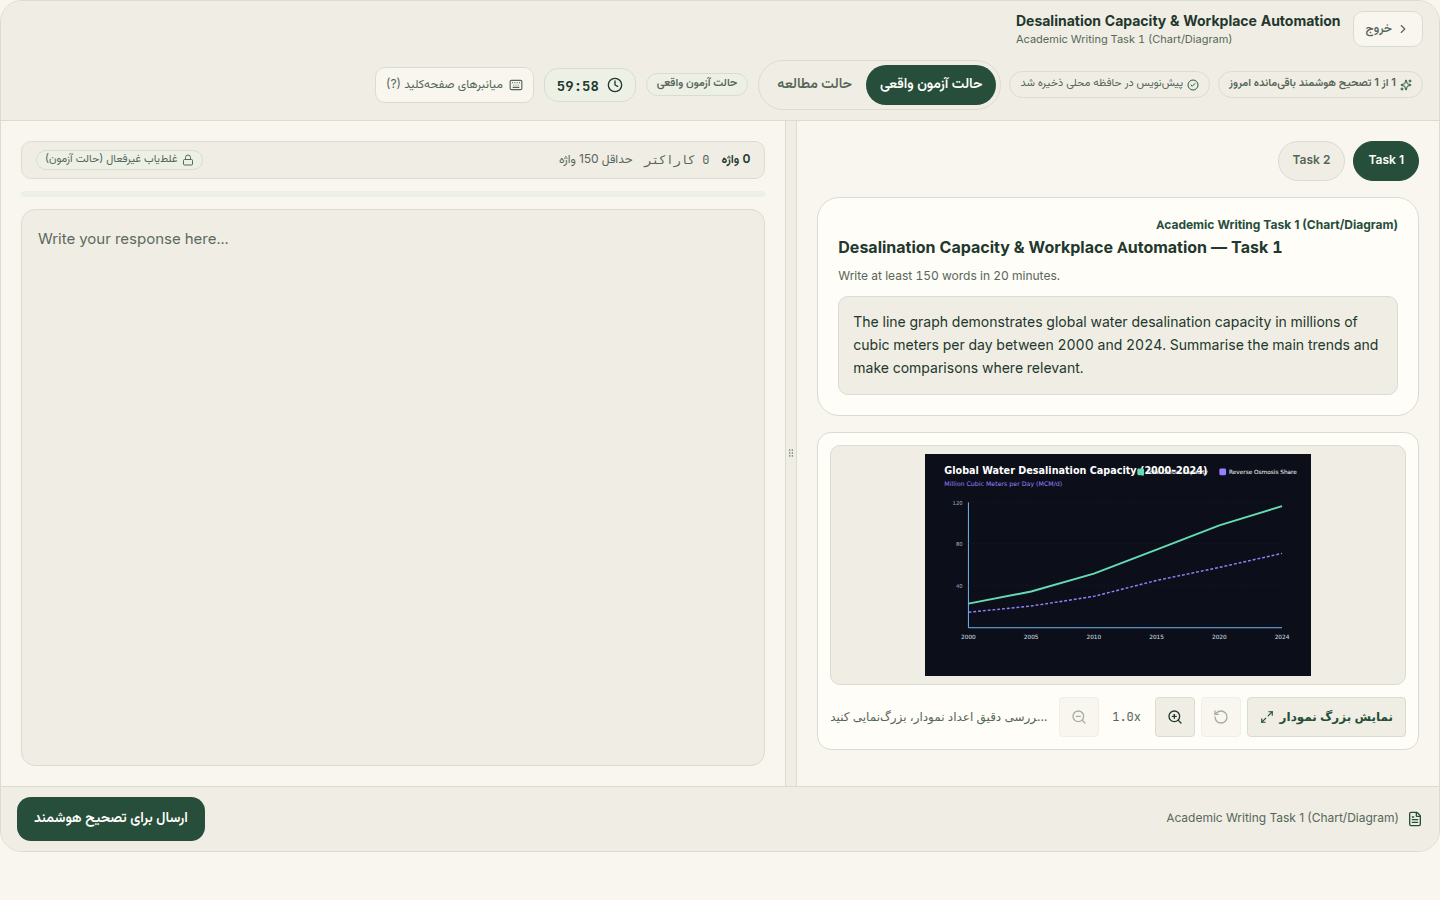 خروج
Desalination Capacity & Workplace Automation
Academic Writing Task 1 (Chart/Diagram)
1 از 1 تصحیح هوشمند باقی‌مانده امروز
پیش‌نویس در حافظه محلی ذخیره شد
حالت آزمون واقعی
حالت مطالعه
حالت آزمون واقعی
59:58
میانبرهای صفحه‌کلید (?)
Task 1
Task 2
Academic Writing Task 1 (Chart/Diagram)
Desalination Capacity & Workplace Automation — Task 1
Write at least 150 words in 20 minutes.
The line graph demonstrates global water desalination capacity in millions of
cubic meters per day between 2000 and 2024. Summarise the main trends and
make comparisons where relevant.
Global Water Desalination Capacity (2000-2024)
Reverse Osmosis Share
Million Cubic Meters per Day (MCM/d)
120
80
40
2000 2005 2010 2015 2020 2024
نمایش بزرگ نمودار
1.0x
...ررسی دقیق اعداد نمودار، بزرگ‌نمایی کنید
0 واژه
0 کاراکتر
حداقل 150 واژه
غلط‌یاب غیرفعال (حالت آزمون)
Write your response here...
Academic Writing Task 1 (Chart/Diagram)
ارسال برای تصحیح هوشمند